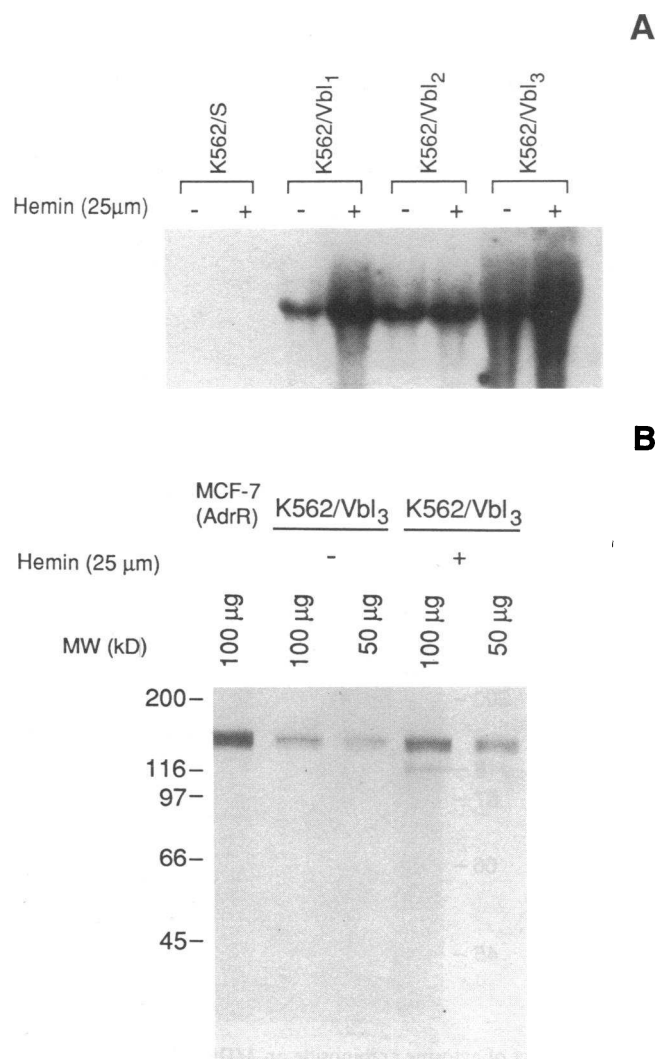 A
K562/S
K562/Vbl1
K562/Vbl2
K562/Vbl3
Hemin (25μm)
- + - + - + - +
B
MCF-7
(AdrR)
K562/Vbl3
K562/Vbl3
Hemin (25 μm)
- +
MW (kD)
100 μg
100 μg
50 μg
100 μg
50 μg
200–
116–
97–
66–
45–